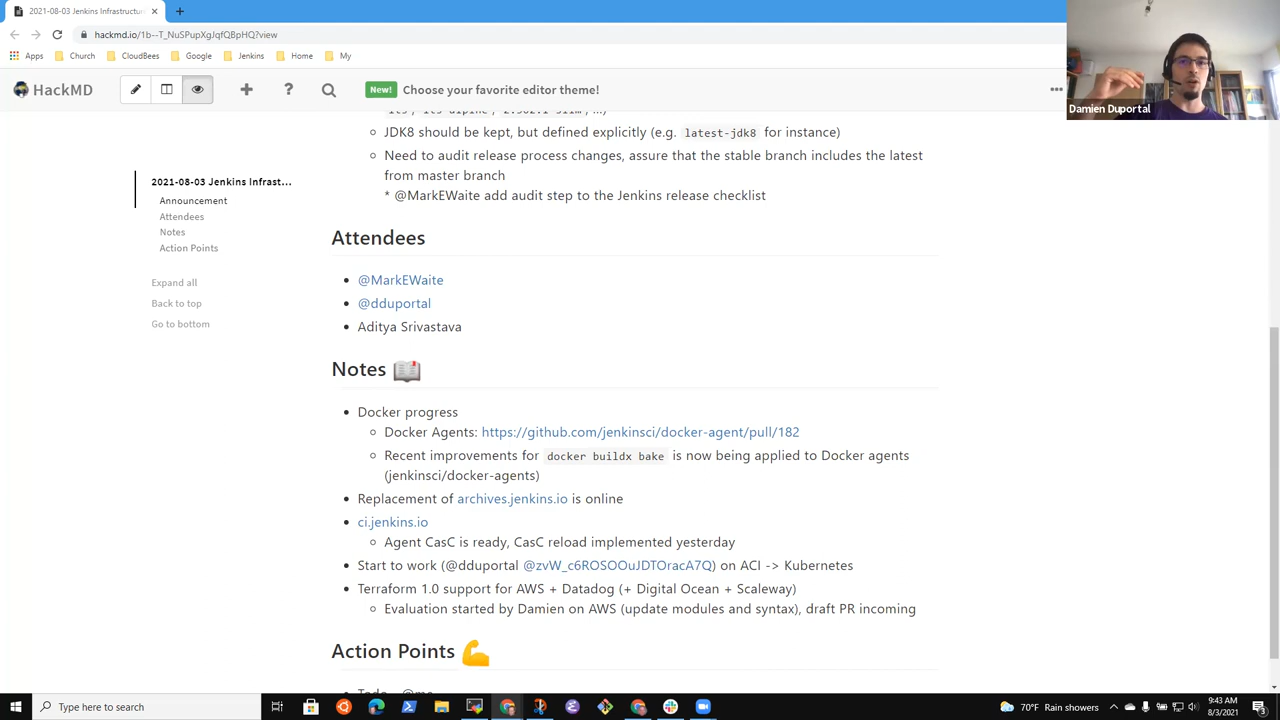 2021-08-03 Jenkins Infrastructur
hackmd.io/1b--T_NuSPupXgJqfQBpHQ?view
Apps Church CloudBees Google Jenkins Home My
HackMD
New! Choose your favorite editor theme!
Damien Duportal
JDK8 should be kept, but defined explicitly (e.g. latest-jdk8 for instance)
Need to audit release process changes, assure that the stable branch includes the latest
from master branch
* @MarkEWaite add audit step to the Jenkins release checklist
2021-08-03 Jenkins Infrast...
Announcement
Attendees
Notes
Action Points
Expand all
Back to top
Go to bottom
Attendees
@MarkEWaite
@dduportal
Aditya Srivastava
Notes
Docker progress
Docker Agents: https://github.com/jenkinsci/docker-agent/pull/182
Recent improvements for docker buildx bake is now being applied to Docker agents
(jenkinsci/docker-agents)
Replacement of archives.jenkins.io is online
ci.jenkins.io
Agent CasC is ready, CasC reload implemented yesterday
Start to work (@dduportal @zvW_c6ROSOOuJDTOracA7Q) on ACI -> Kubernetes
Terraform 1.0 support for AWS + Datadog (+ Digital Ocean + Scaleway)
Evaluation started by Damien on AWS (update modules and syntax), draft PR incoming
Action Points
Type here to search
70°F Rain showers
9:43 AM
8/3/2021